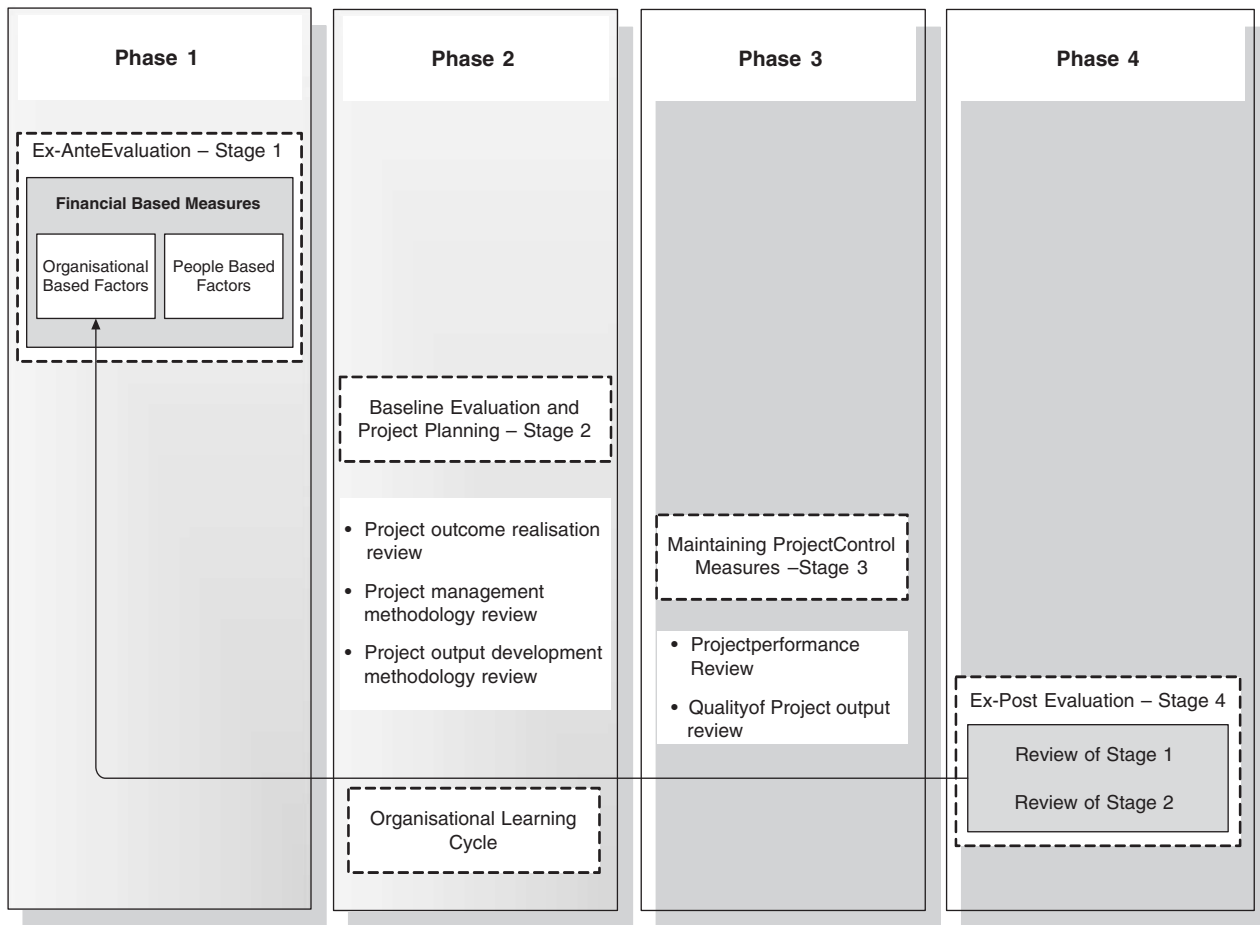 Phase 1
Ex-AnteEvaluation – Stage 1
Financial Based Measures
Organisational
Based Factors
People Based
Factors
Phase 2
Baseline Evaluation and
Project Planning – Stage 2
• Project outcome realisation
review
• Project management
methodology review
• Project output development
methodology review
Organisational Learning
Cycle
Phase 3
Maintaining ProjectControl
Measures –Stage 3
• Projectperformance
Review
• Qualityof Project output
review
Phase 4
Ex-Post Evaluation – Stage 4
Review of Stage 1
Review of Stage 2